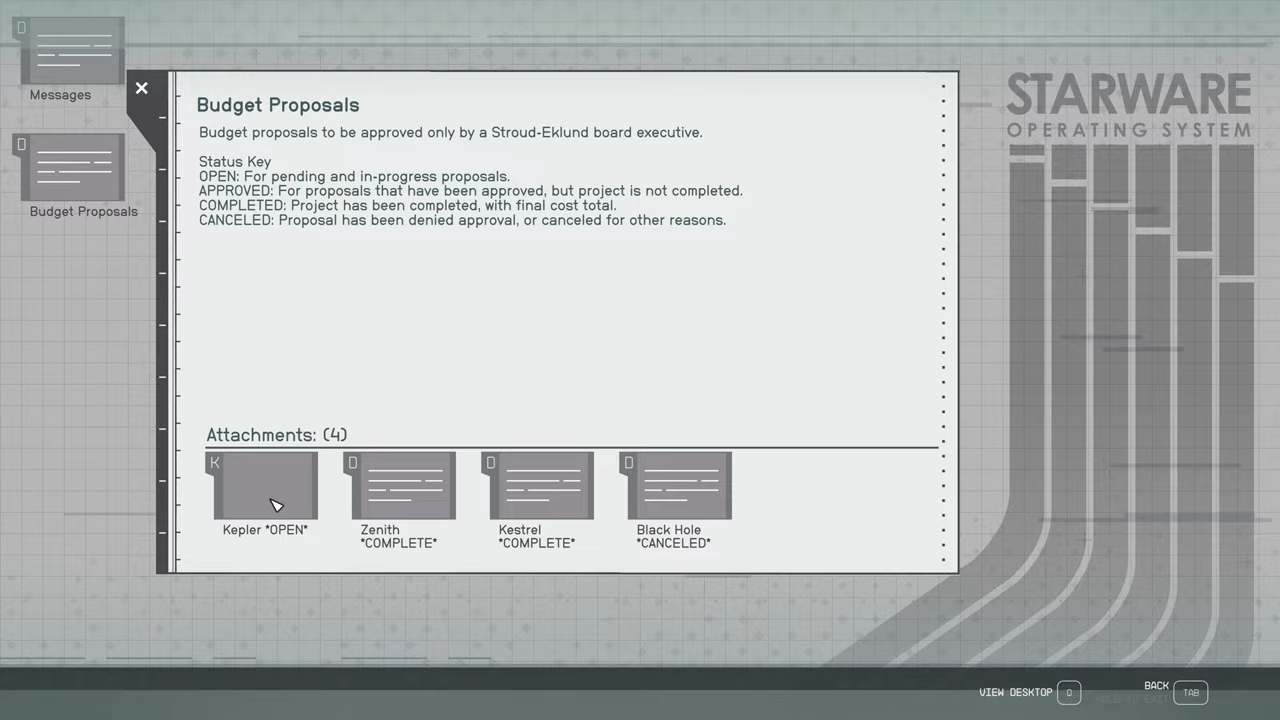 Messages
Budget Proposals
Budget Proposals
Budget proposals to be approved only by a Stroud-Eklund board executive.
Status Key
OPEN: For pending and in-progress proposals.
APPROVED: For proposals that have been approved, but project is not completed.
COMPLETED: Project has been completed, with final cost total.
CANCELED: Proposal has been denied approval, or canceled for other reasons.
Attachments: (4)
K
Kepler *OPEN*
D
Zenith
*COMPLETE*
D
Kestrel
*COMPLETE*
D
Black Hole
*CANCELED*
D
D
STARWARE
OPERATING SYSTEM
VIEW DESKTOP
BACK
TAB
HOLD TO EXIT